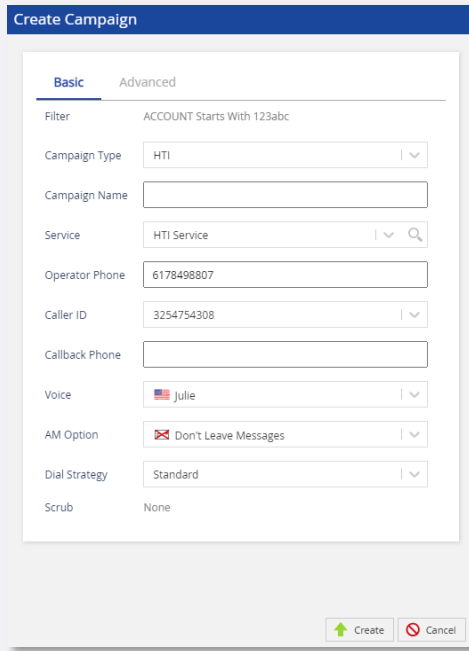 Create Campaign
Basic Advanced
Filter ACCOUNT Starts With 123abc
Campaign Type HTI
Campaign Name
Service HTI Service
Operator Phone 6178498807
Caller ID 3254754308
Callback Phone
Voice Julie
AM Option Don't Leave Messages
Dial Strategy Standard
Scrub None
Create Cancel